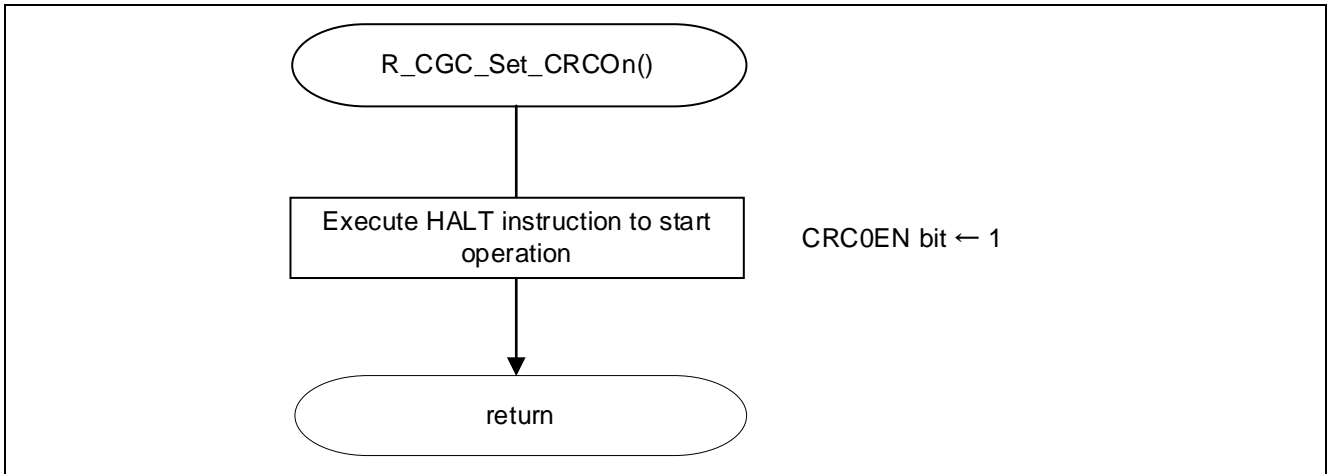 R_CGC_Set_CRCOn()
Execute HALT instruction to start
operation
CRC0EN bit ← 1
return